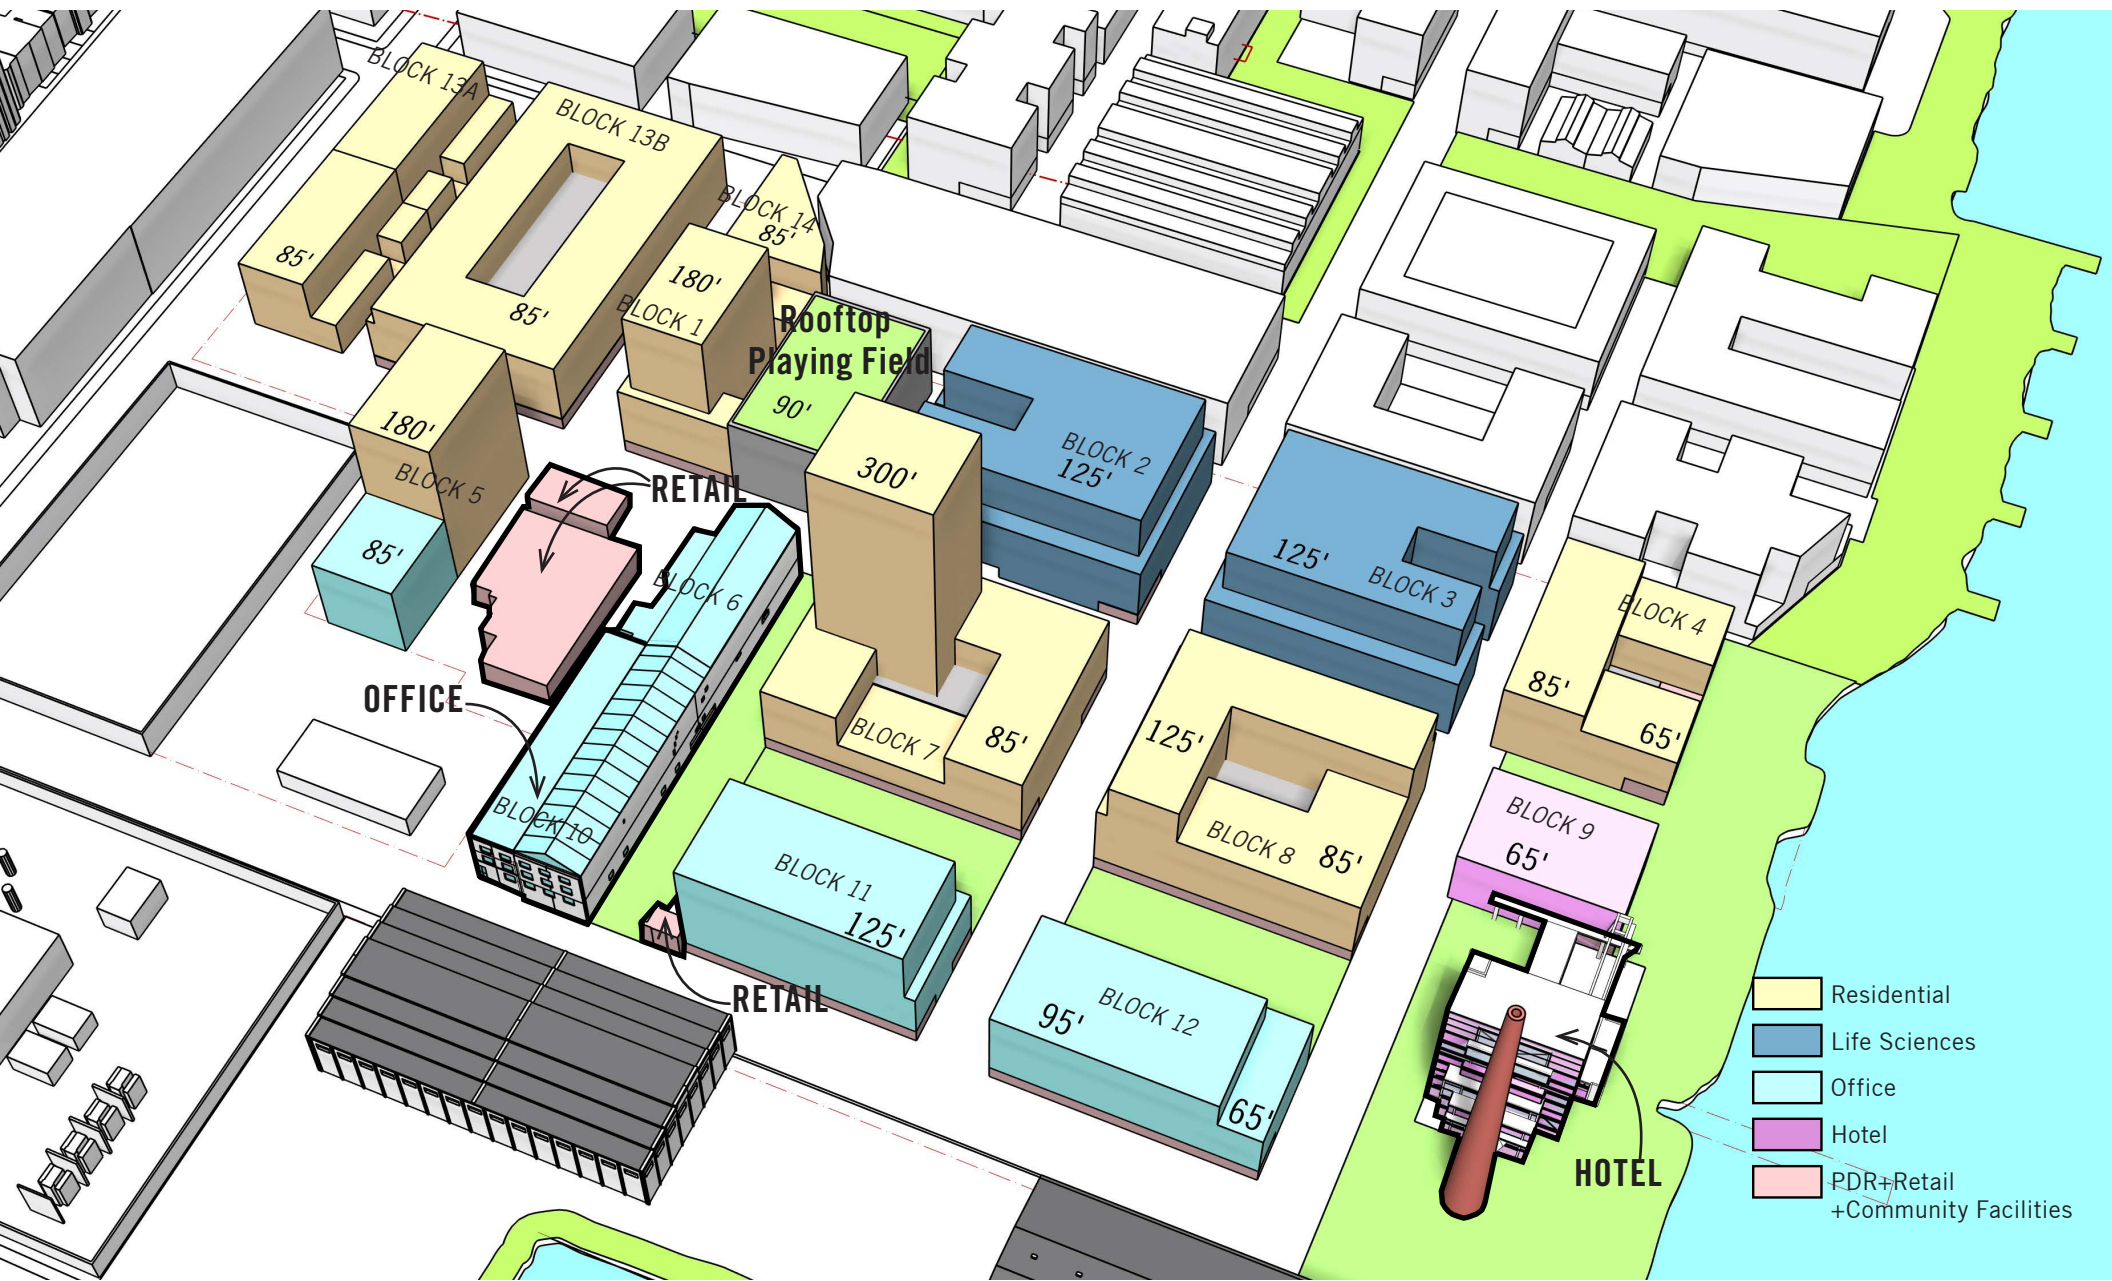 BLOCK 13A
BLOCK 13B
BLOCK 14
85'
85'
180'
BLOCK 1
85'
Rooftop
Playing Field
90'
180'
BLOCK 5
85'
RETAIL
300'
BLOCK 2
125'
125'
BLOCK 3
BLOCK 6
BLOCK 4
85'
65'
OFFICE
BLOCK 7
85'
125'
BLOCK 8
85'
BLOCK 9
65'
BLOCK 10
BLOCK 11
125'
RETAIL
BLOCK 12
95'
65'
HOTEL
Residential
Life Sciences
Office
Hotel
PDR+Retail
+Community Facilities